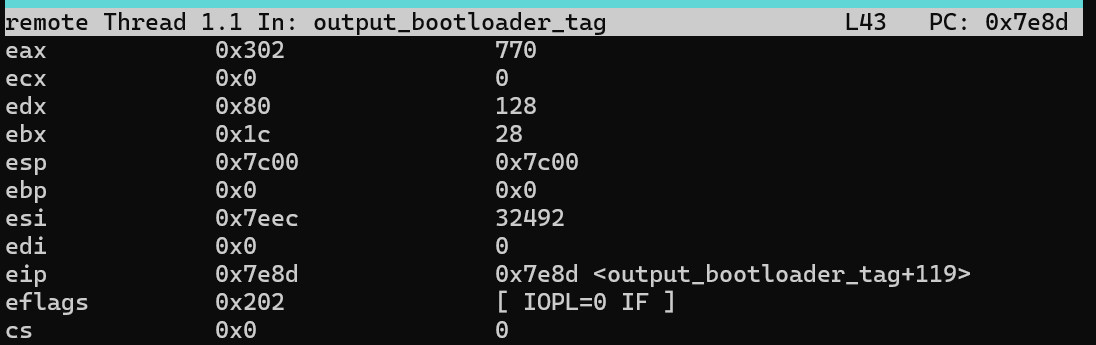 remote Thread 1.1 In: output_bootloader_tag L43 PC: 0x7e8d
eax 0x302 770
ecx 0x0 0
edx 0x80 128
ebx 0x1c 28
esp 0x7c00 0x7c00
ebp 0x0 0x0
esi 0x7eec 32492
edi 0x0 0
eip 0x7e8d 0x7e8d <output_bootloader_tag+119>
eflags 0x202 [ IOPL=0 IF ]
cs 0x0 0